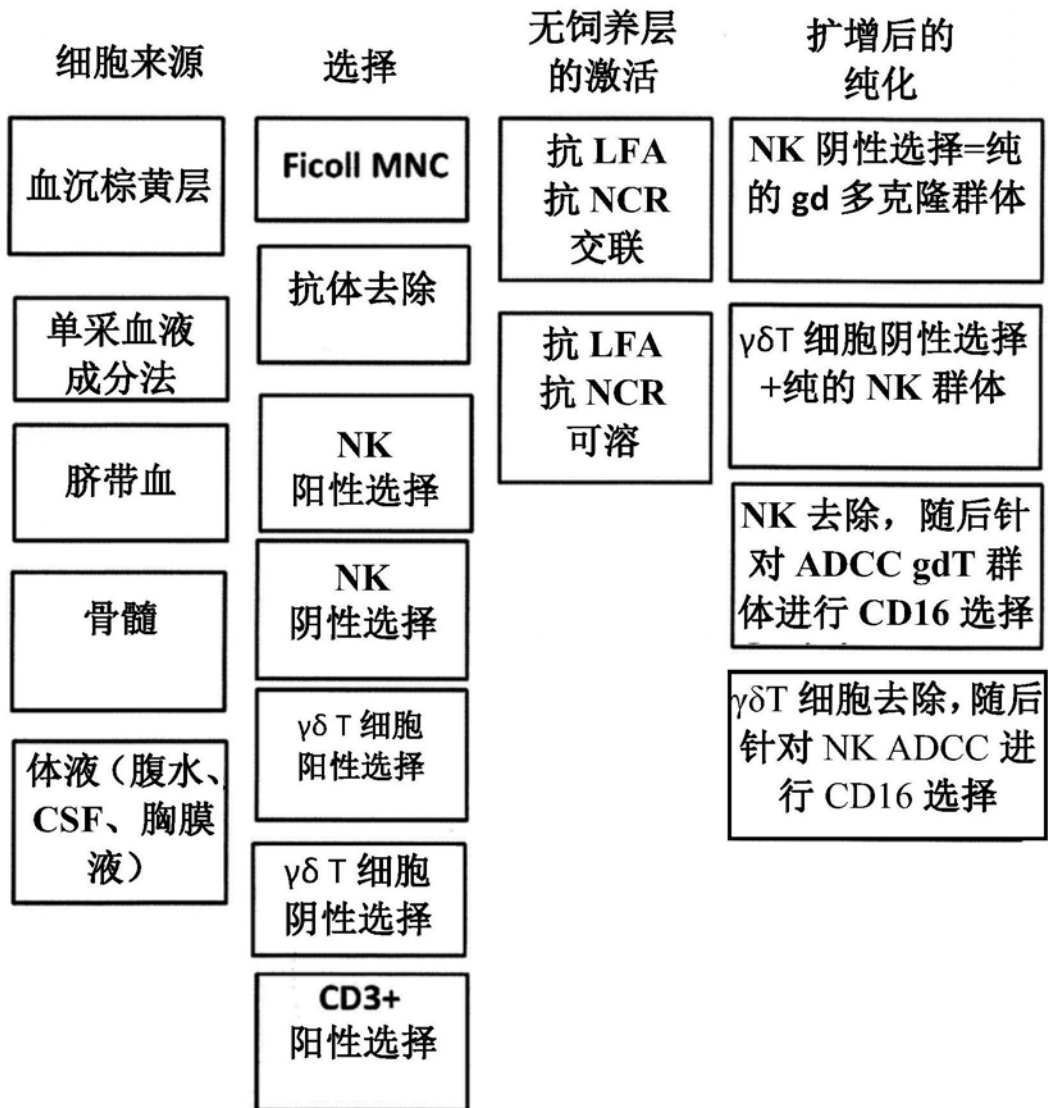 细胞来源
血沉棕黄层
单采血液
成分法
脐带血
骨髓
体液（腹水、
CSF、胸膜
液）
选择
Ficoll MNC
抗体去除
NK
阳性选择
NK
阴性选择
γδ T 细胞
阳性选择
γδ T 细胞
阴性选择
CD3+
阳性选择
无饲养层
的激活
抗 LFA
抗 NCR
交联
抗 LFA
抗 NCR
可溶
扩增后的
纯化
NK 阴性选择=纯
的 gd 多克隆群体
γδT 细胞阴性选择
+纯的 NK 群体
NK 去除，随后针
对 ADCC gdT 群
体进行 CD16 选择
γδT 细胞去除，随后
针对 NK ADCC 进
行 CD16 选择